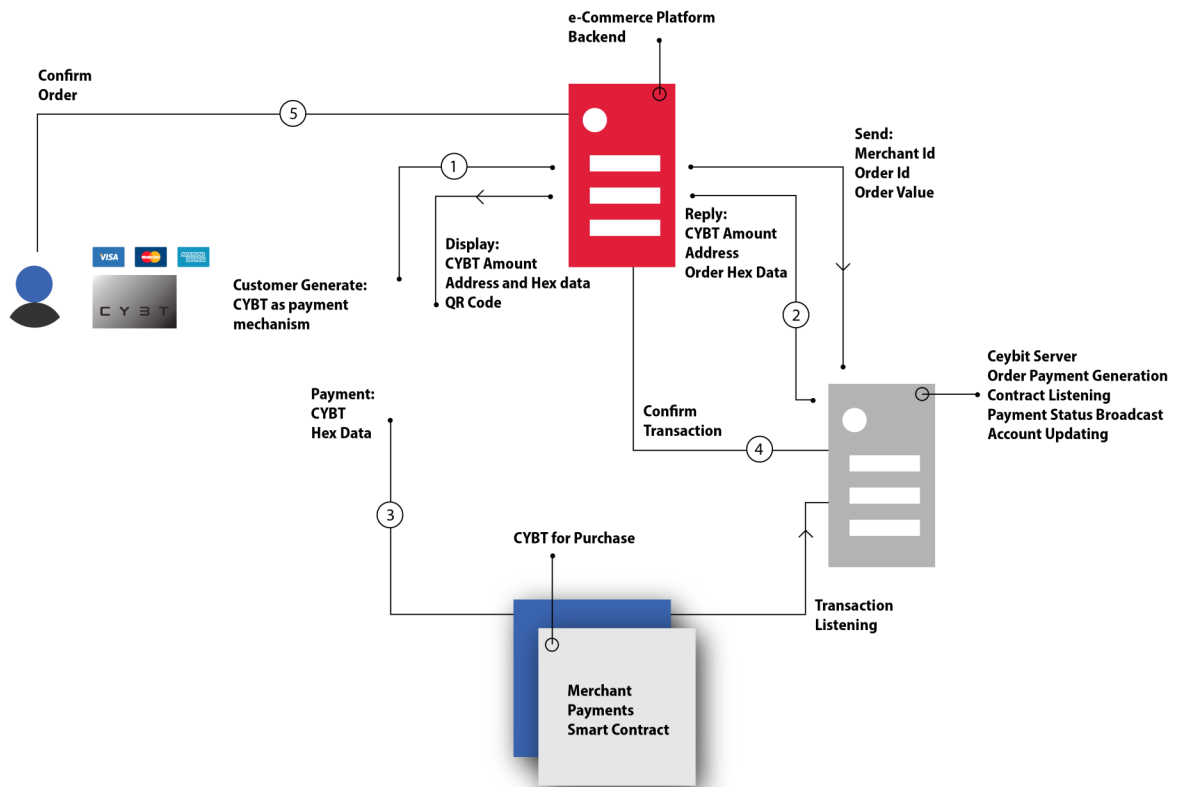 e-Commerce Platform
Backend
Confirm
Order
5
1
Send:
Merchant Id
Order Id
Order Value
Reply:
CYBT Amount
Address
Order Hex Data
Display:
CYBT Amount
Address and Hex data
QR Code
VISA
MasterCard
AMERICAN EXPRESS
CYBT
Customer Generate:
CYBT as payment
mechanism
2
Ceybit Server
Order Payment Generation
Contract Listening
Payment Status Broadcast
Account Updating
Payment:
CYBT
Hex Data
Confirm
Transaction
4
3
CYBT for Purchase
Transaction
Listening
Merchant
Payments
Smart Contract